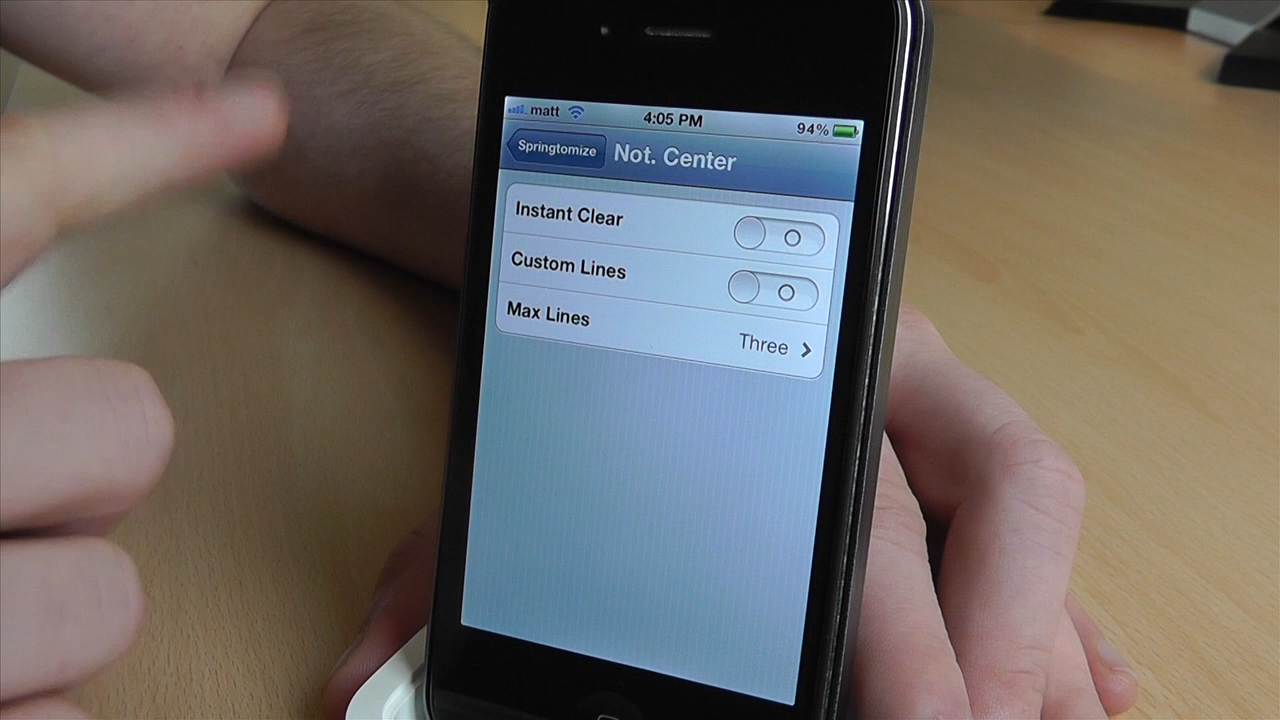 matt 4:05 PM 94%
Springtomize Not. Center
Instant Clear
Custom Lines
Max Lines Three